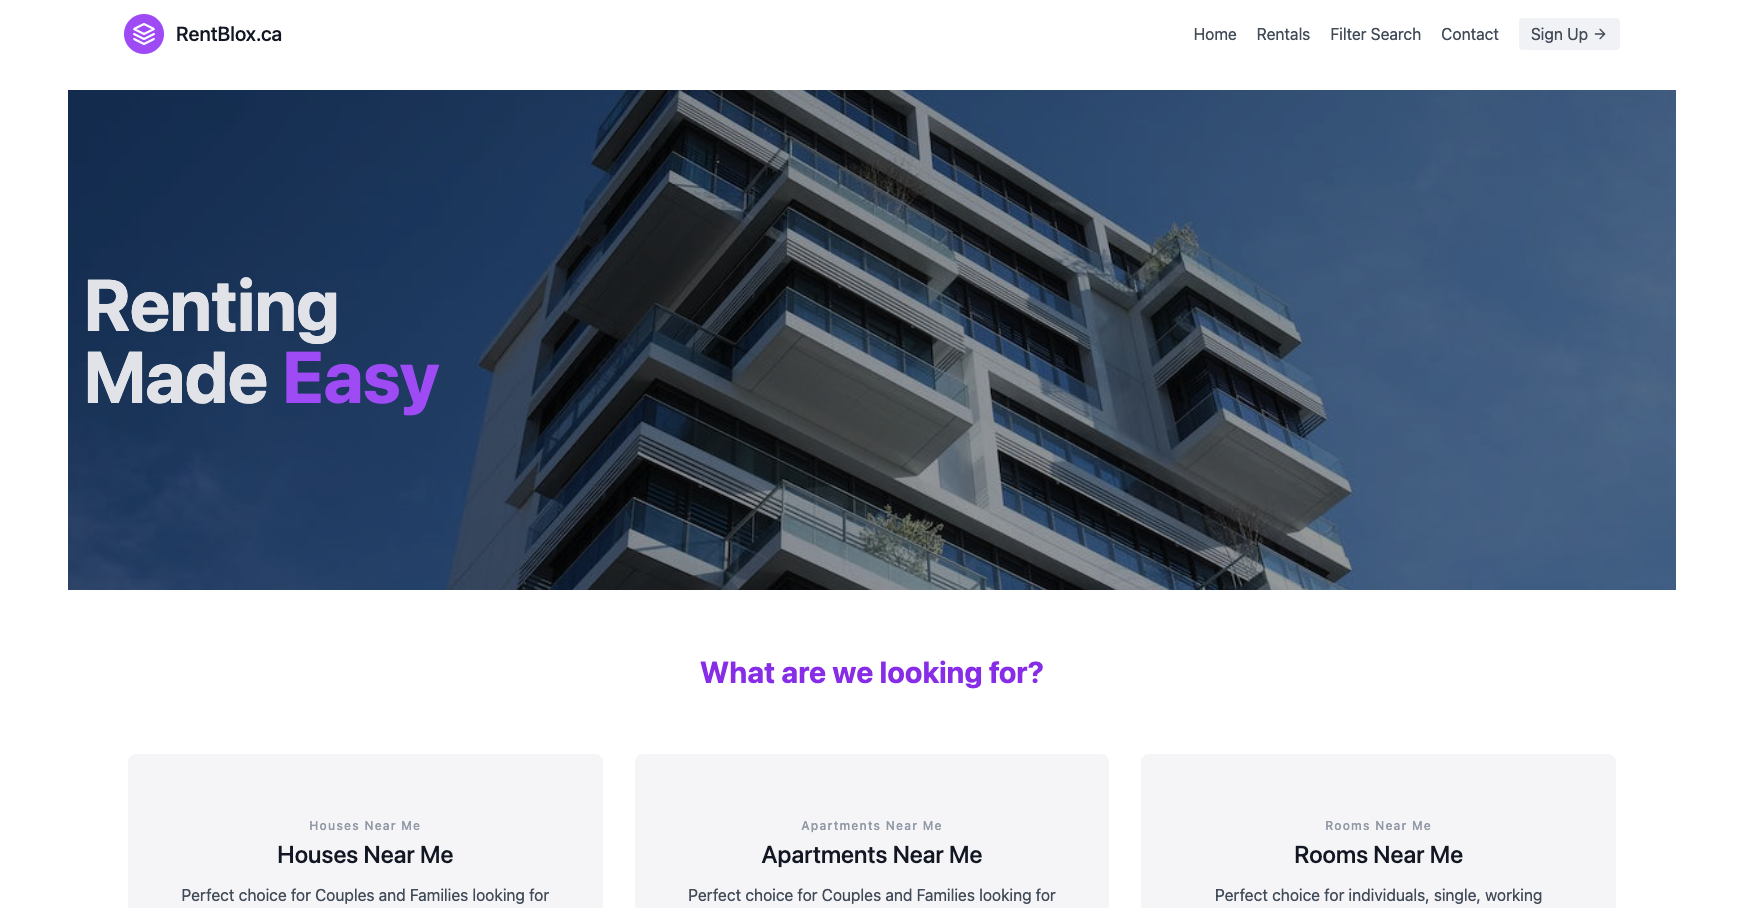 RentBlox.ca
Home Rentals Filter Search Contact Sign Up →
Renting
Made Easy
What are we looking for?
Houses Near Me
Houses Near Me
Perfect choice for Couples and Families looking for
Apartments Near Me
Apartments Near Me
Perfect choice for Couples and Families looking for
Rooms Near Me
Rooms Near Me
Perfect choice for individuals, single, working